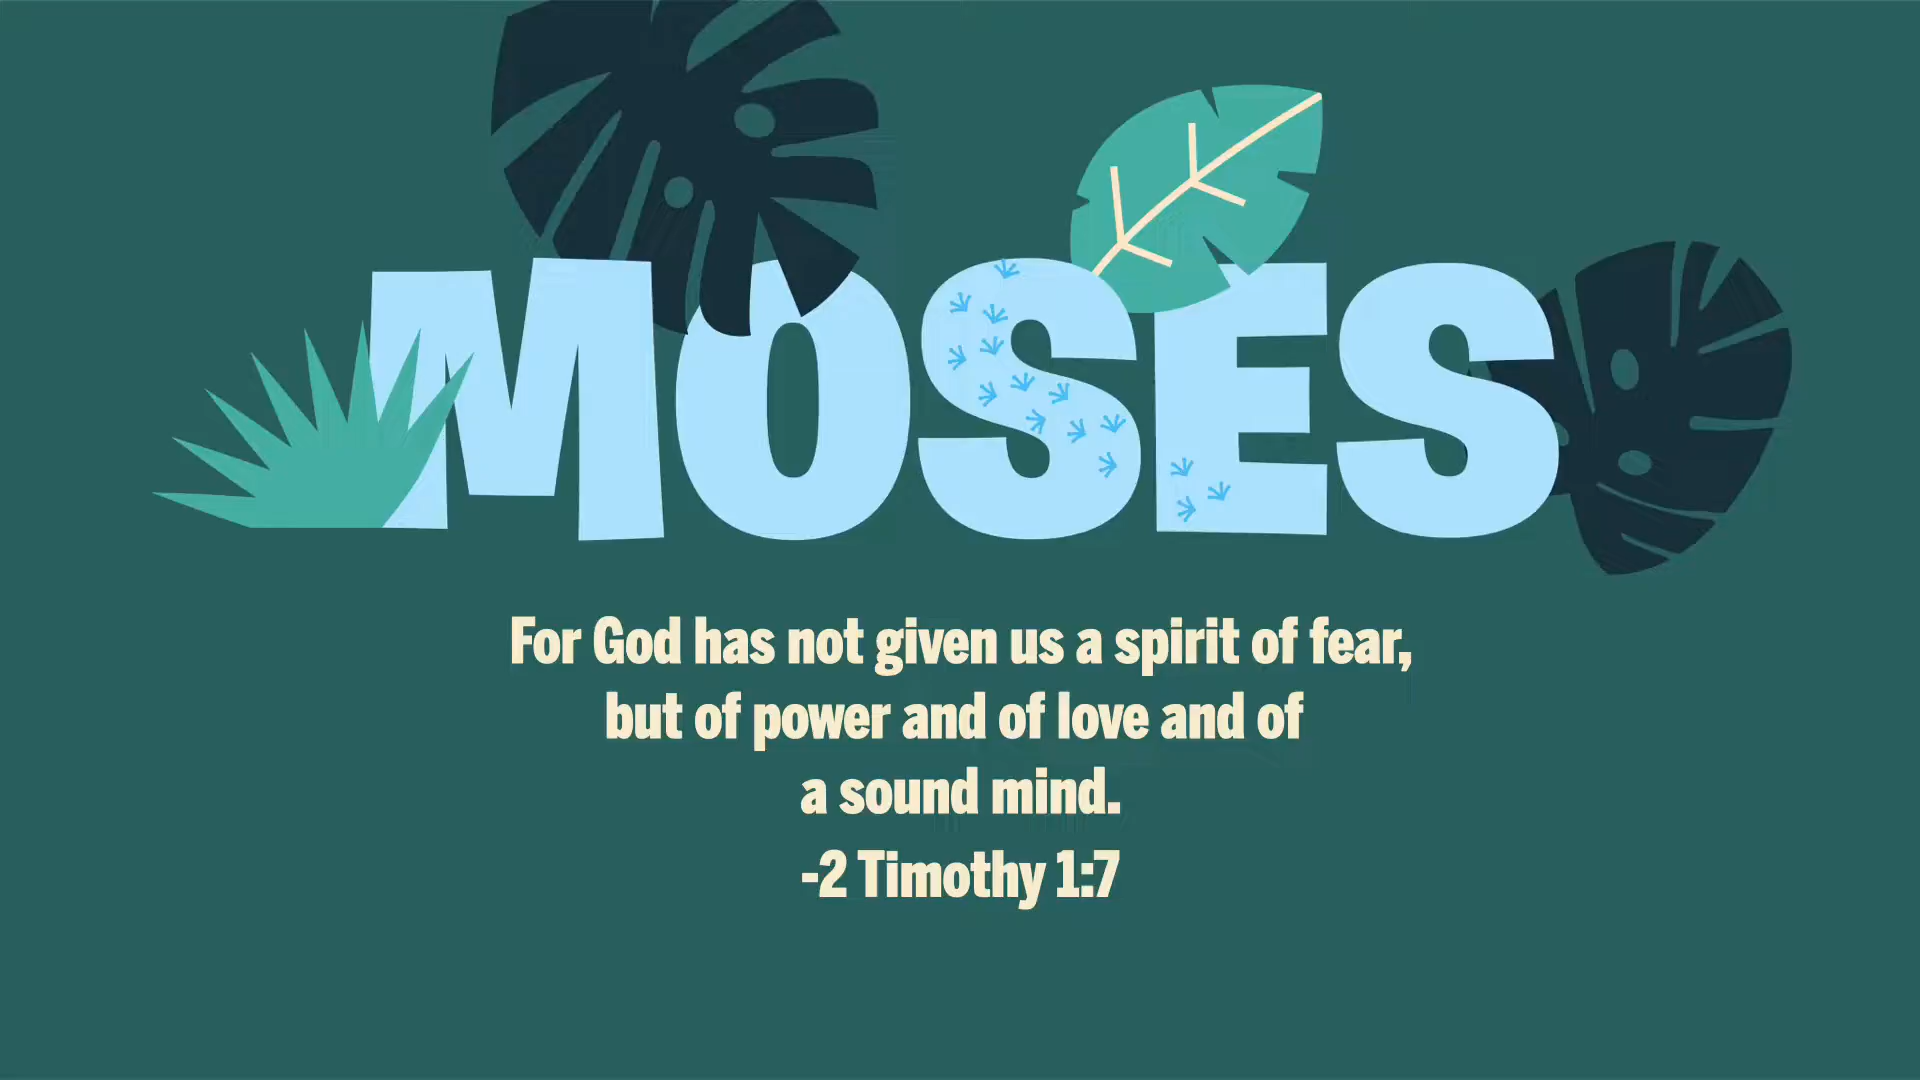 MOSES
For God has not given us a spirit of fear,
but of power and of love and of
a sound mind.
-2 Timothy 1:7